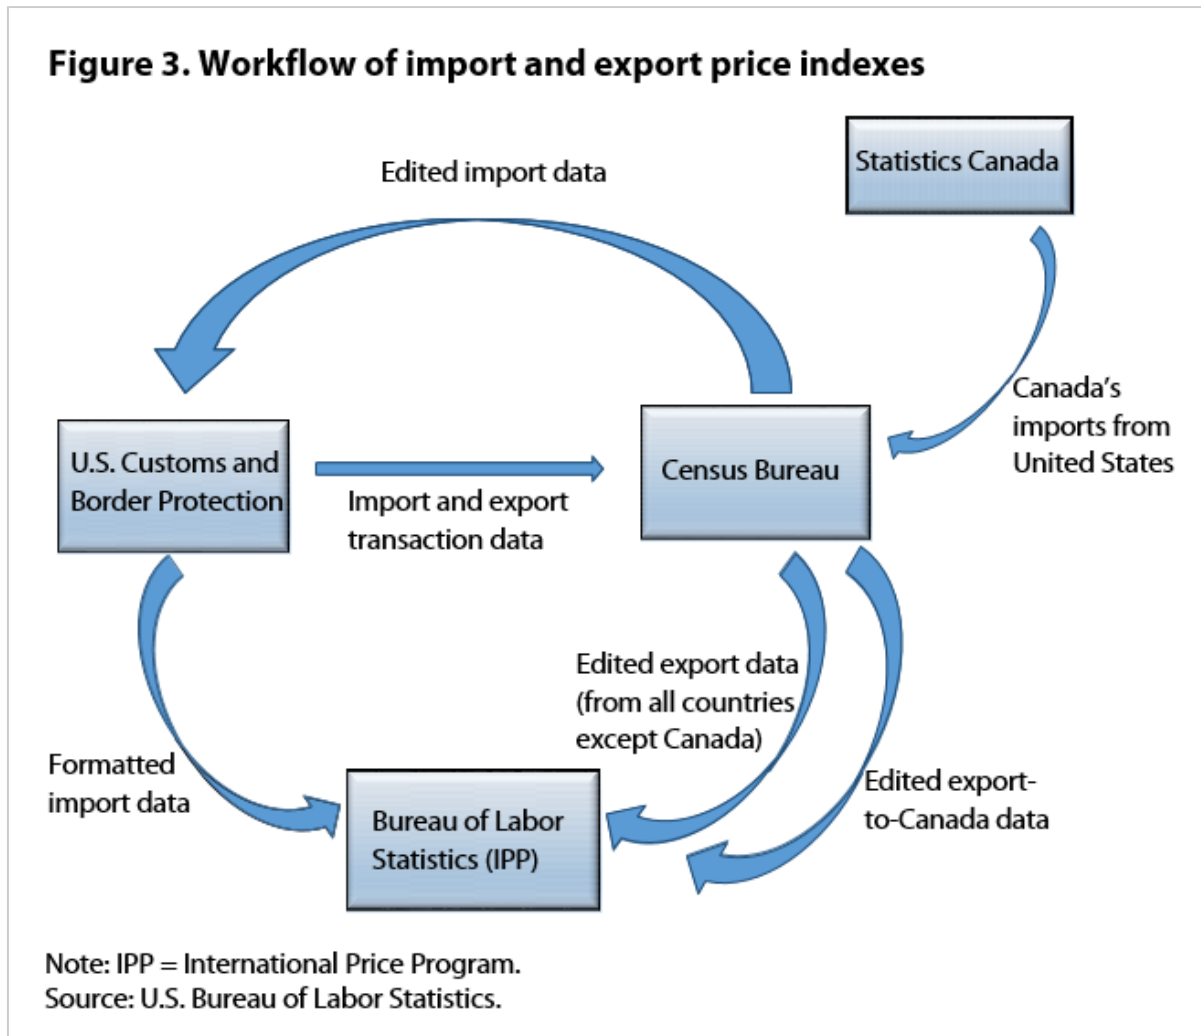 Figure 3. Workflow of import and export price indexes
Statistics Canada
Edited import data
Canada’s
imports from
United States
U.S. Customs and
Border Protection
Import and export
transaction data
Census Bureau
Edited export data
(from all countries
except Canada)
Formatted
import data
Edited export-
to-Canada data
Bureau of Labor
Statistics (IPP)
Note: IPP = International Price Program.
Source: U.S. Bureau of Labor Statistics.